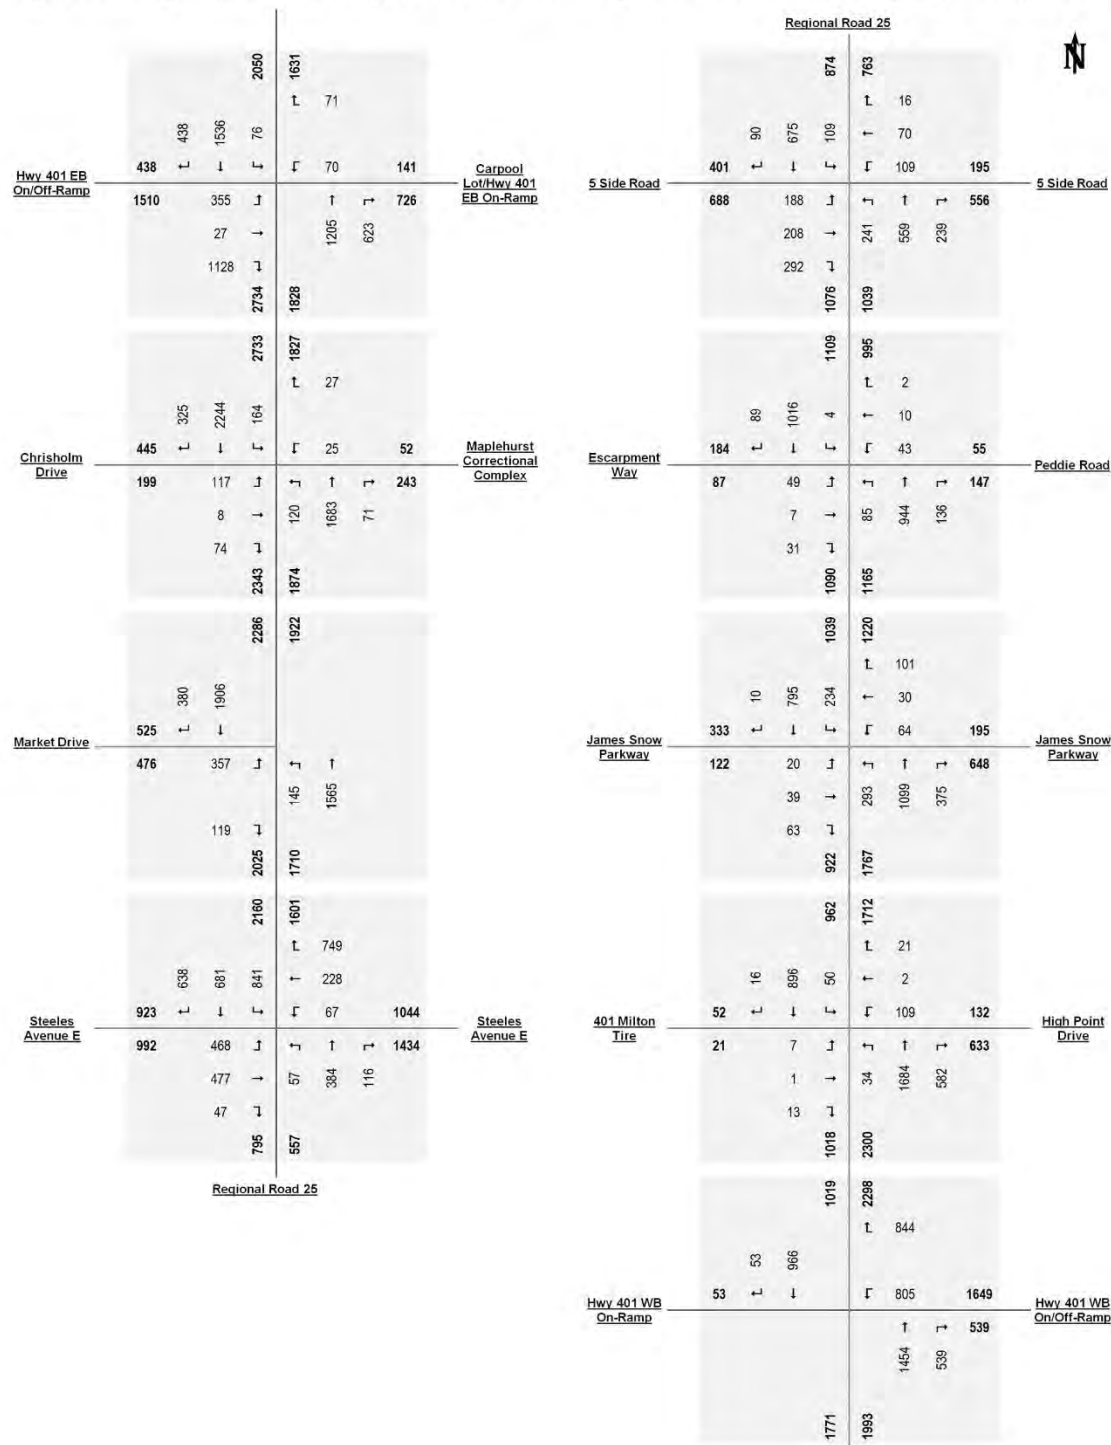 Regional Road 25
N
2050 1631
↱ 71
438 1536 76
438 ↵ ↓ ↳ ↰ 70 141
Hwy 401 EB
On/Off-Ramp
Carpool
Lot/Hwy 401
EB On-Ramp
1510 355 ↑ → 726
27 →
1205 623
1128
2734 1828
2733 1827
27
325 2244 164
445 ↓ 25 52
Chrisholm
Drive
Maplehurst
Correctional
Complex
199 117 ↑ 243
8 →
120 1683 71
74
2343 1874
2286 1922
380 1906
525 ↓
Market Drive
476 357 ↑
145 1565
119
2025 1710
2160 1601
749
638 681 841
← 228
923 ↓ 67 1044
Steeles
Avenue E
Steeles
Avenue E
992 468 ↑ 1434
477 →
57 384 116
47
795 557
Regional Road 25
874 763
16
90 675 109
← 70
401 ↓ 109 195
5 Side Road
5 Side Road
688 188 ↑ 556
208 →
241 559 239
292
1076 1039
1109 995
2
89 1016 4
← 10
184 ↓ 43 55
Escarpment
Way
Peddie Road
87 49 ↑ 147
7 →
85 944 136
31
1090 1165
1039 1220
101
10 795 234
← 30
333 ↓ 64 195
James Snow
Parkway
James Snow
Parkway
122 20 ↑ 648
39 →
293 1099 375
63
922 1767
962 1712
21
16 896 50
← 2
52 ↓ 109 132
401 Milton
Tire
High Point
Drive
21 7 ↑ 633
1 →
34 1684 582
13
1018 2300
1019 2298
844
53 966
53 ↓ 805 1649
Hwy 401 WB
On-Ramp
Hwy 401 WB
On/Off-Ramp
↑ 539
1454 539
1771 1993